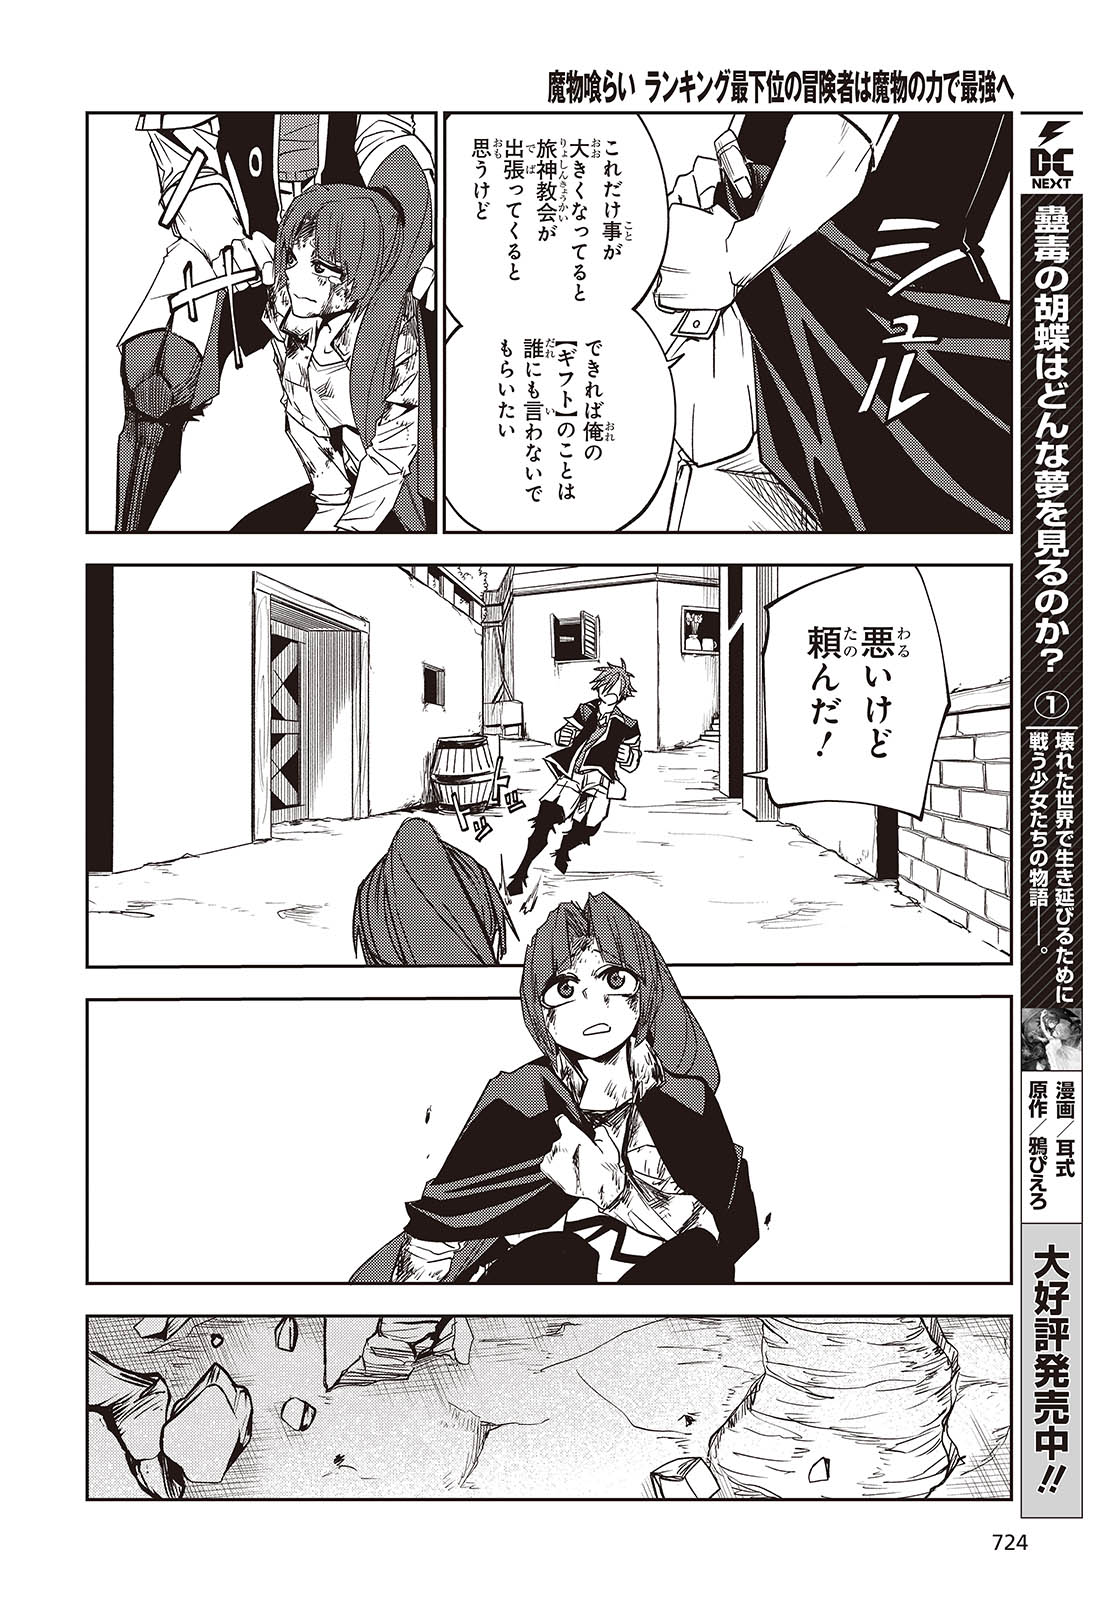 魔物喰らい ランキング最下位の冒険者は魔物の力で最強へ
シュル
これだけ事が
大きくなってると
旅神教会が
出張ってくると
思うけど
できれば俺の
【ギフト】のことは
誰にも言わないで
もらいたい
悪いけど
頼んだ!
DC
NEXT
蠱毒の胡蝶はどんな夢を見るのか? ①
壊れた世界で生き延びるために
戦う少女たちの物語――。
漫画/耳式
原作/鴉ぴえろ
大好評発売中!!
724